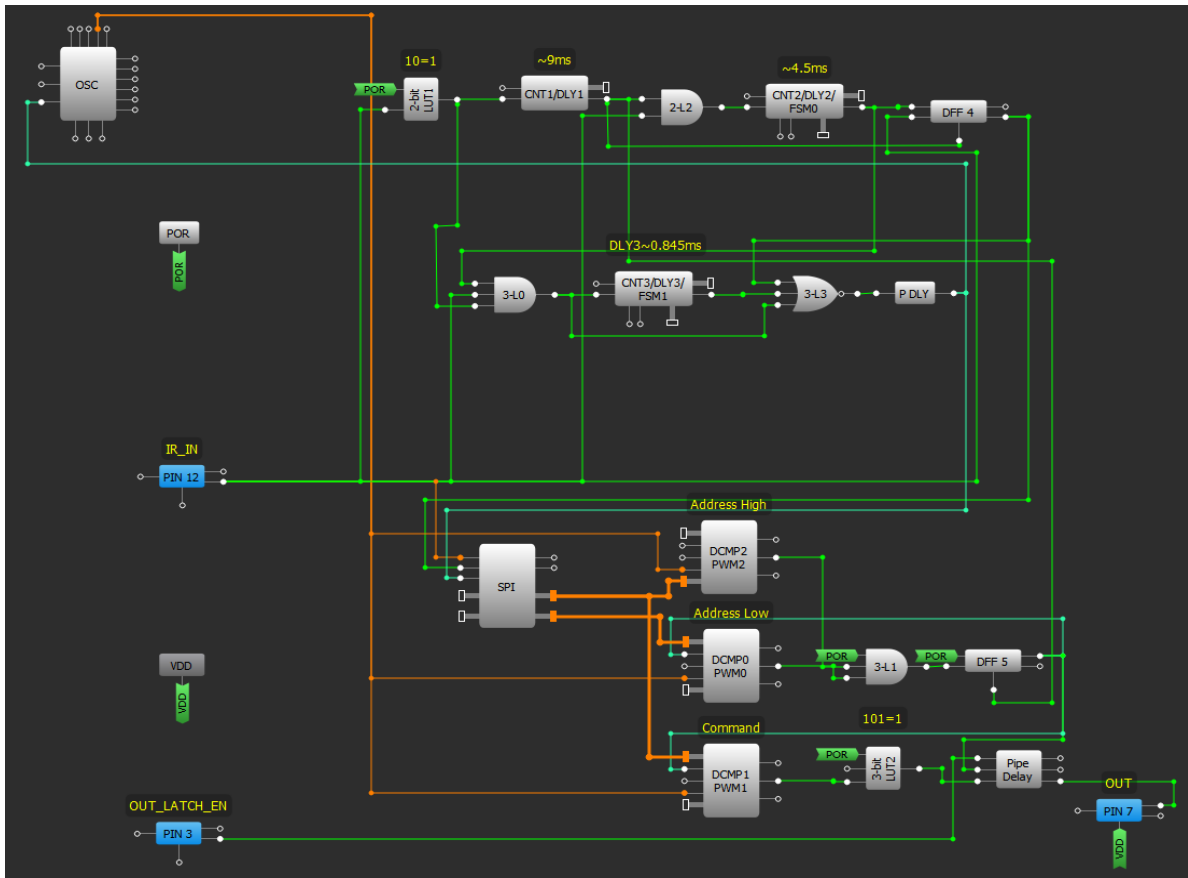 OSC
10=1
POR
2-bit
LUT1
~9ms
CNT1/DLY1
2-L2
~4.5ms
CNT2/DLY2/
FSM0
DFF 4
POR
POR
DLY3~0.845ms
3-L0
CNT3/DLY3/
FSM1
3-L3
P DLY
IR_IN
PIN 12
Address High
DCMP2
PWM2
SPI
Address Low
DCMP0
PWM0
POR
3-L1
POR
DFF 5
VDD
VDD
Command
DCMP1
PWM1
101=1
POR
3-bit
LUT2
Pipe
Delay
OUT
PIN 7
VDD
OUT_LATCH_EN
PIN 3